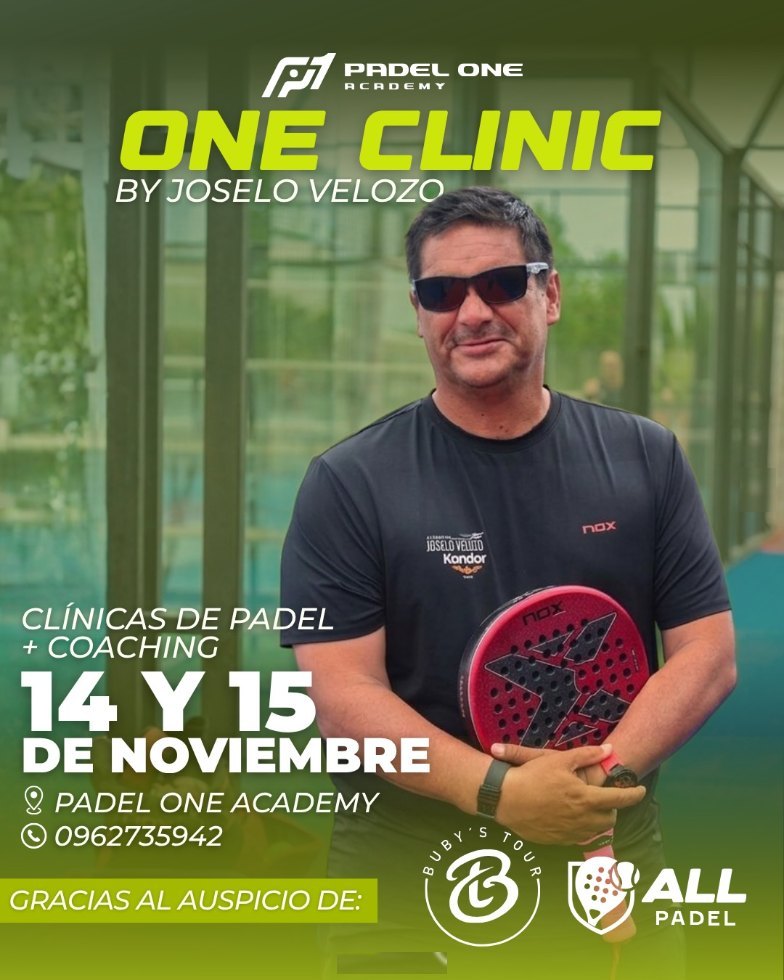 PADEL ONE
ACADEMY
ONE CLINIC
BY JOSELO VELOZO
nox
JOSELO VELOZO
Kandor
nox
CLÍNICAS DE PADEL
+ COACHING
14 Y 15
DE NOVIEMBRE
PADEL ONE ACADEMY
0962735942
GRACIAS AL AUSPICIO DE:
BUBY´S TOUR
ALL
PADEL